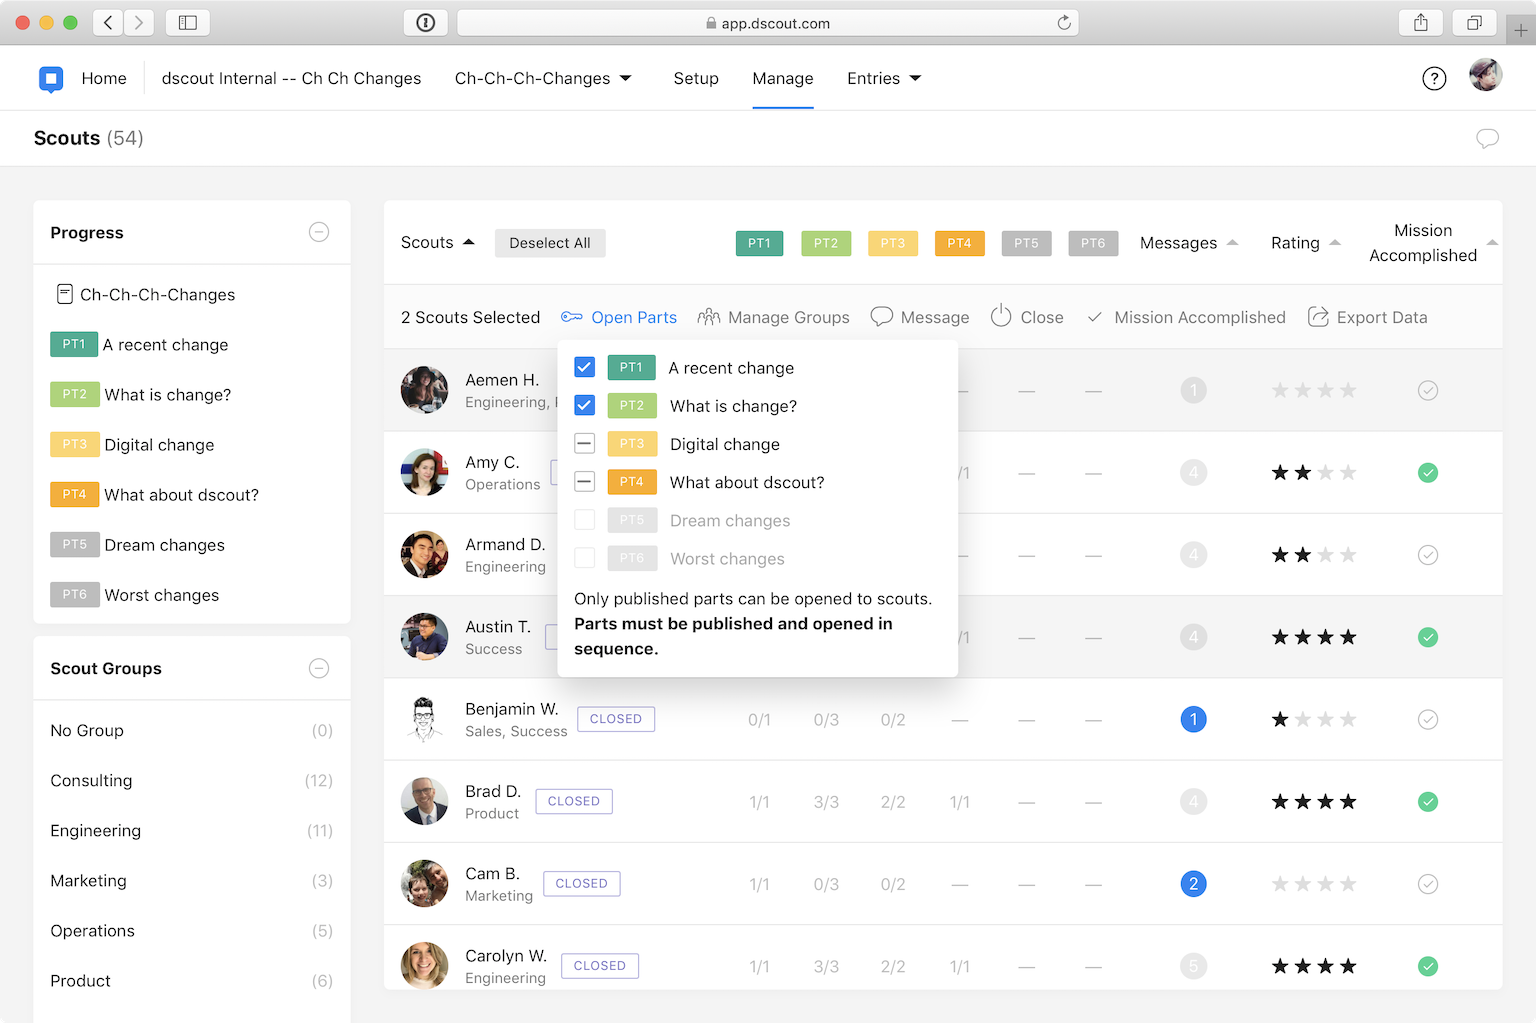 app.dscout.com
Home
dscout Internal -- Ch Ch Changes
Ch-Ch-Ch-Changes
Setup
Manage
Entries
?
Scouts (54)
Progress
Ch-Ch-Ch-Changes
PT1 A recent change
PT2 What is change?
PT3 Digital change
PT4 What about dscout?
PT5 Dream changes
PT6 Worst changes
Scout Groups
No Group (0)
Consulting (12)
Engineering (11)
Marketing (3)
Operations (5)
Product (6)
Scouts Deselect All PT1 PT2 PT3 PT4 PT5 PT6 Messages Rating Mission
Accomplished
2 Scouts Selected Open Parts Manage Groups Message Close Mission Accomplished Export Data
PT1 A recent change
PT2 What is change?
PT3 Digital change
PT4 What about dscout?
PT5 Dream changes
PT6 Worst changes
Only published parts can be opened to scouts.
Parts must be published and opened in
sequence.
Aemen H. — — — 1
Engineering,
Amy C. /1 — — 4
Operations
Armand D. — — — 4
Engineering
Austin T. /1 — — 4
Success
Benjamin W. CLOSED 0/1 0/3 0/2 — — — 1
Sales, Success
Brad D. CLOSED 1/1 3/3 2/2 1/1 — — 4
Product
Cam B. CLOSED 1/1 0/3 0/2 — — — 2
Marketing
Carolyn W. CLOSED 1/1 3/3 2/2 1/1 — — 5
Engineering